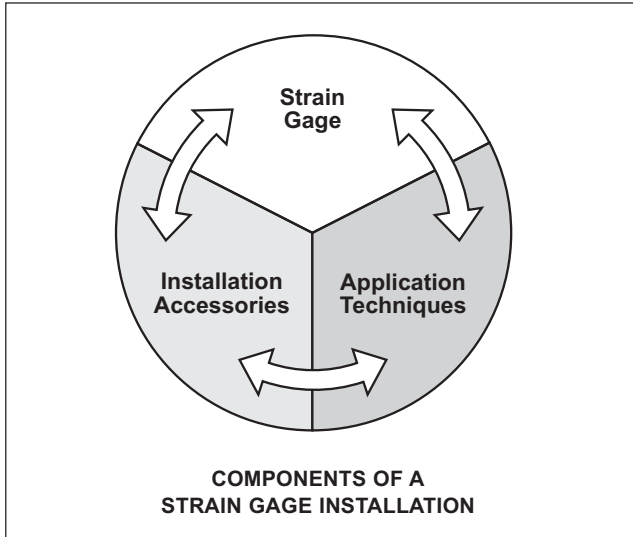 Strain
Gage
Installation
Accessories
Application
Techniques
COMPONENTS OF A
STRAIN GAGE INSTALLATION